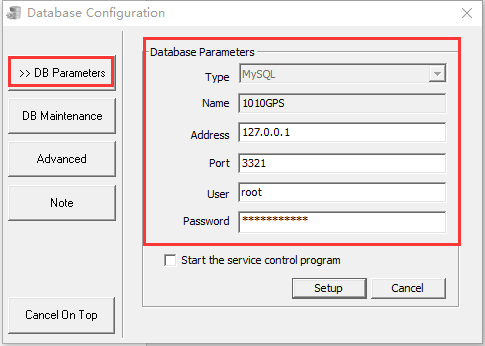 Database Configuration
>> DB Parameters
DB Maintenance
Advanced
Note
Cancel On Top
Database Parameters
Type MySQL
Name 1010GPS
Address 127.0.0.1
Port 3321
User root
Password ***********
Start the service control program
Setup Cancel